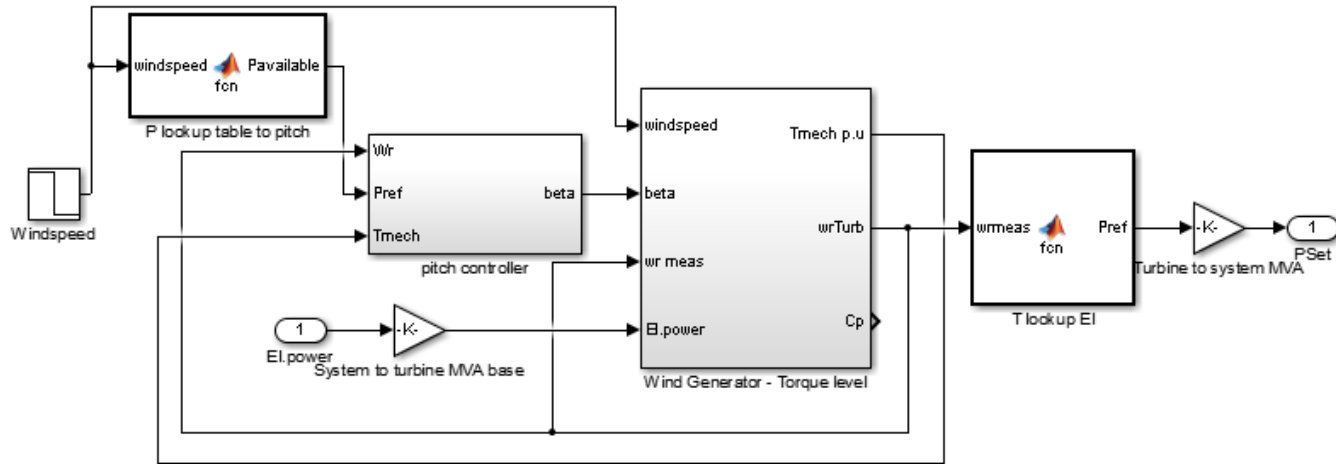 windspeed
Pavailable
fcn
P lookup table to pitch
Windspeed
Wr
Pref
Tmech
beta
pitch controller
windspeed
beta
wr meas
El.power
Tmech p.u
wrTurb
Cp
Wind Generator - Torque level
1
El.power
-K-
System to turbine MVA base
wrmeas
Pref
fcn
T lookup El
-K-
Turbine to system MVA
1
PSet